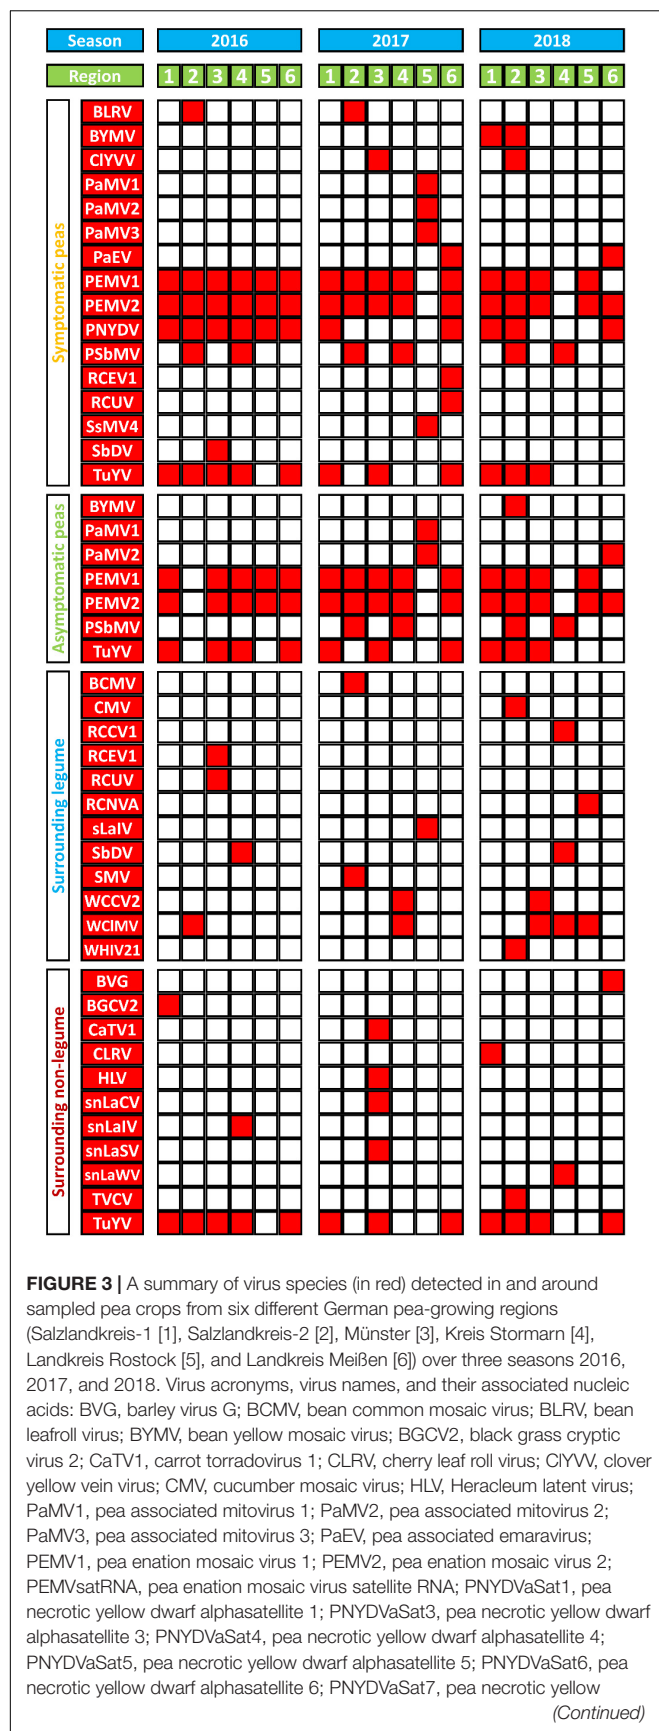 Season 2016 2017 2018
Region 1 2 3 4 5 6 1 2 3 4 5 6 1 2 3 4 5 6
Symptomatic peas
BLRV
BYMV
ClYVV
PaMV1
PaMV2
PaMV3
PaEV
PEMV1
PEMV2
PNYDV
PSbMV
RCEV1
RCUV
SsMV4
SbDV
TuYV
Asymptomatic peas
BYMV
PaMV1
PaMV2
PEMV1
PEMV2
PSbMV
TuYV
Surrounding legume
BCMV
CMV
RCCV1
RCEV1
RCUV
RCNVA
sLaIV
SbDV
SMV
WCCV2
WClMV
WHIV21
Surrounding non-legume
BVG
BGCV2
CaTV1
CLRV
HLV
snLaCV
snLaIV
snLaSV
snLaWV
TVCV
TuYV
FIGURE 3 | A summary of virus species (in red) detected in and around
sampled pea crops from six different German pea-growing regions
(Salzlandkreis-1 [1], Salzlandkreis-2 [2], Münster [3], Kreis Stormarn [4],
Landkreis Rostock [5], and Landkreis Meißen [6]) over three seasons 2016,
2017, and 2018. Virus acronyms, virus names, and their associated nucleic
acids: BVG, barley virus G; BCMV, bean common mosaic virus; BLRV, bean
leafroll virus; BYMV, bean yellow mosaic virus; BGCV2, black grass cryptic
virus 2; CaTV1, carrot torradovirus 1; CLRV, cherry leaf roll virus; ClYVV, clover
yellow vein virus; CMV, cucumber mosaic virus; HLV, Heracleum latent virus;
PaMV1, pea associated mitovirus 1; PaMV2, pea associated mitovirus 2;
PaMV3, pea associated mitovirus 3; PaEV, pea associated emaravirus;
PEMV1, pea enation mosaic virus 1; PEMV2, pea enation mosaic virus 2;
PEMVsatRNA, pea enation mosaic virus satellite RNA; PNYDVaSat1, pea
necrotic yellow dwarf alphasatellite 1; PNYDVaSat3, pea necrotic yellow dwarf
alphasatellite 3; PNYDVaSat4, pea necrotic yellow dwarf alphasatellite 4;
PNYDVaSat5, pea necrotic yellow dwarf alphasatellite 5; PNYDVaSat6, pea
necrotic yellow dwarf alphasatellite 6; PNYDVaSat7, pea necrotic yellow
(Continued)